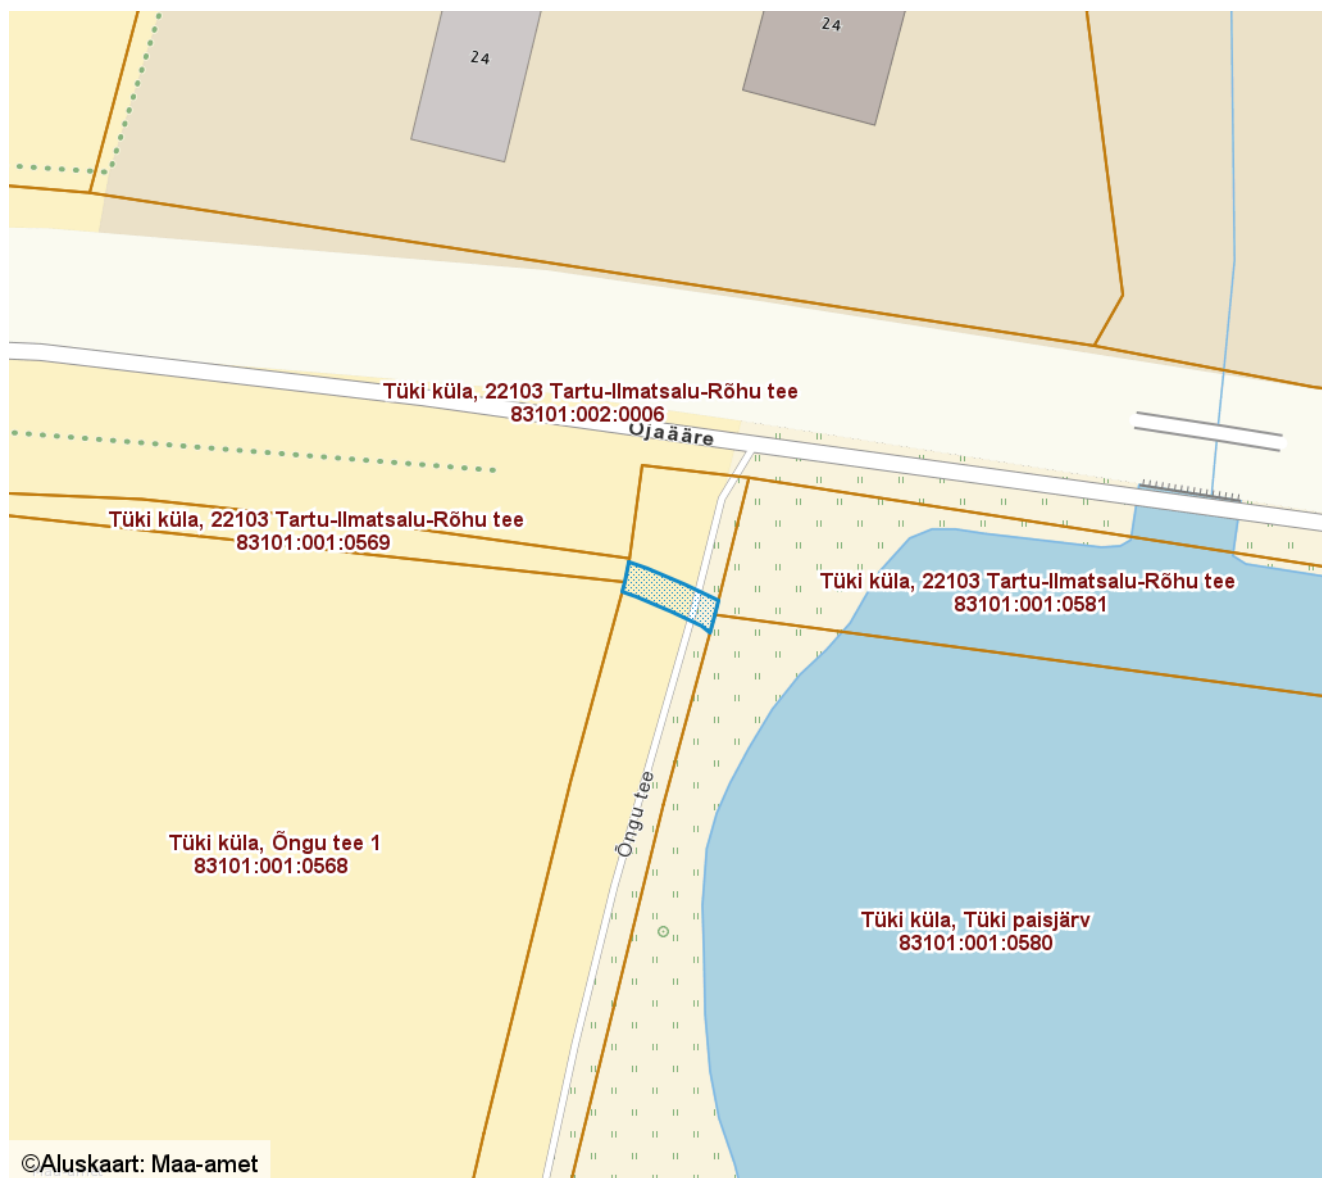 24
24
Tüki küla, 22103 Tartu-Ilmatsalu-Rõhu tee
83101:002:0006
Ojaääre
Tüki küla, 22103 Tartu-Ilmatsalu-Rõhu tee
83101:001:0569
Tüki küla, 22103 Tartu-Ilmatsalu-Rõhu tee
83101:001:0581
Õngu tee
Tüki küla, Õngu tee 1
83101:001:0568
Tüki küla, Tüki paisjärv
83101:001:0580
©Aluskaart: Maa-amet